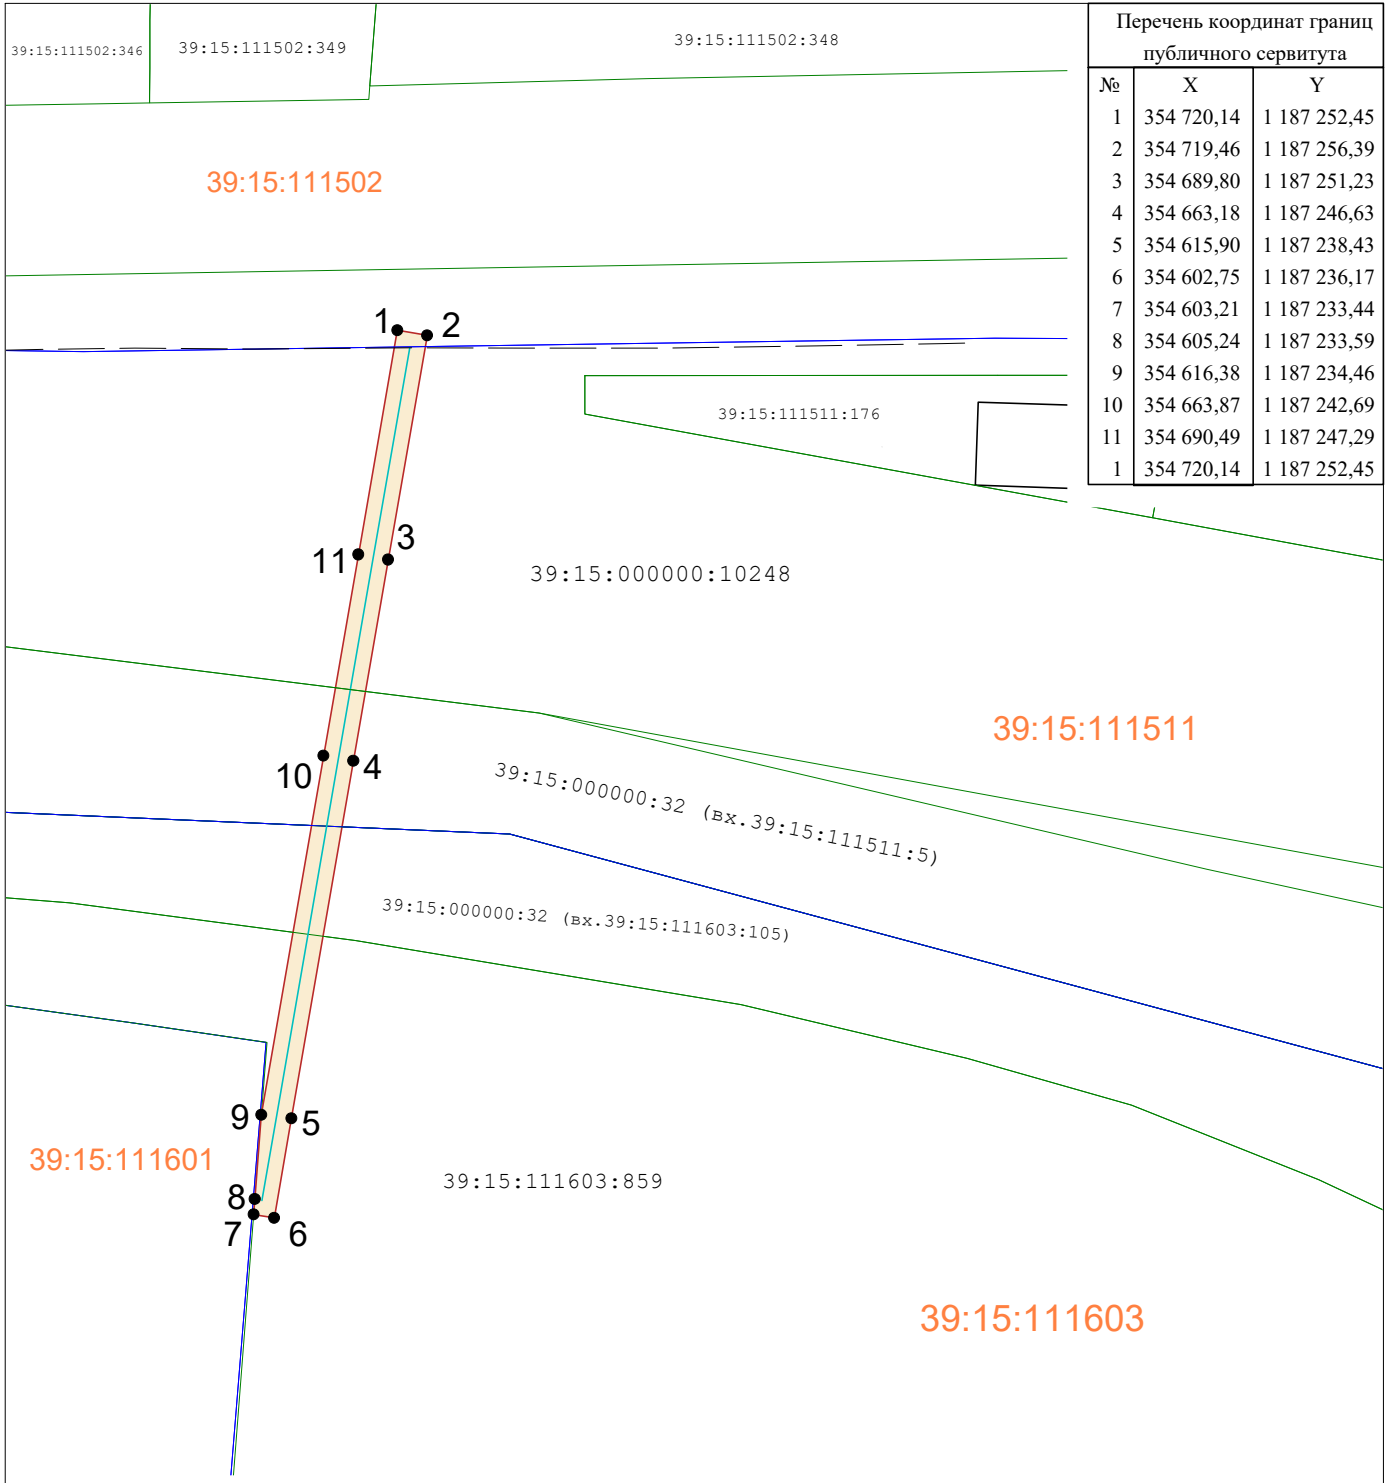 Перечень координат границ
публичного сервитута
№ X Y
1 354 720,14 1 187 252,45
2 354 719,46 1 187 256,39
3 354 689,80 1 187 251,23
4 354 663,18 1 187 246,63
5 354 615,90 1 187 238,43
6 354 602,75 1 187 236,17
7 354 603,21 1 187 233,44
8 354 605,24 1 187 233,59
9 354 616,38 1 187 234,46
10 354 663,87 1 187 242,69
11 354 690,49 1 187 247,29
1 354 720,14 1 187 252,45
39:15:111502:346
39:15:111502:349
39:15:111502:348
39:15:111502
1
2
39:15:111511:176
3
11
39:15:000000:10248
39:15:111511
10
4
39:15:000000:32 (вх.39:15:111511:5)
39:15:000000:32 (вх.39:15:111603:105)
9
5
39:15:111601
39:15:111603:859
8
7
6
39:15:111603